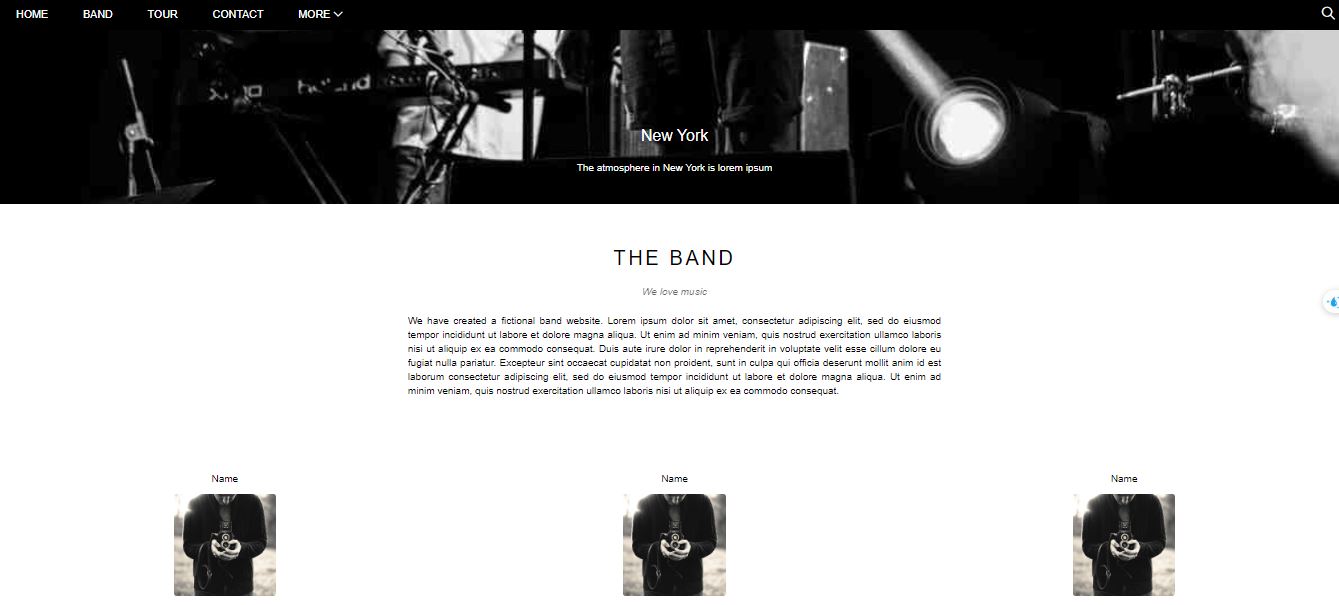 HOME BAND TOUR CONTACT MORE
New York
The atmosphere in New York is lorem ipsum
THE BAND
We love music
We have created a fictional band website. Lorem ipsum dolor sit amet, consectetur adipiscing elit, sed do eiusmod
tempor incididunt ut labore et dolore magna aliqua. Ut enim ad minim veniam, quis nostrud exercitation ullamco laboris
nisi ut aliquip ex ea commodo consequat. Duis aute irure dolor in reprehenderit in voluptate velit esse cillum dolore eu
fugiat nulla pariatur. Excepteur sint occaecat cupidatat non proident, sunt in culpa qui officia deserunt mollit anim id est
laborum consectetur adipiscing elit, sed do eiusmod tempor incididunt ut labore et dolore magna aliqua. Ut enim ad
minim veniam, quis nostrud exercitation ullamco laboris nisi ut aliquip ex ea commodo consequat.
Name Name Name